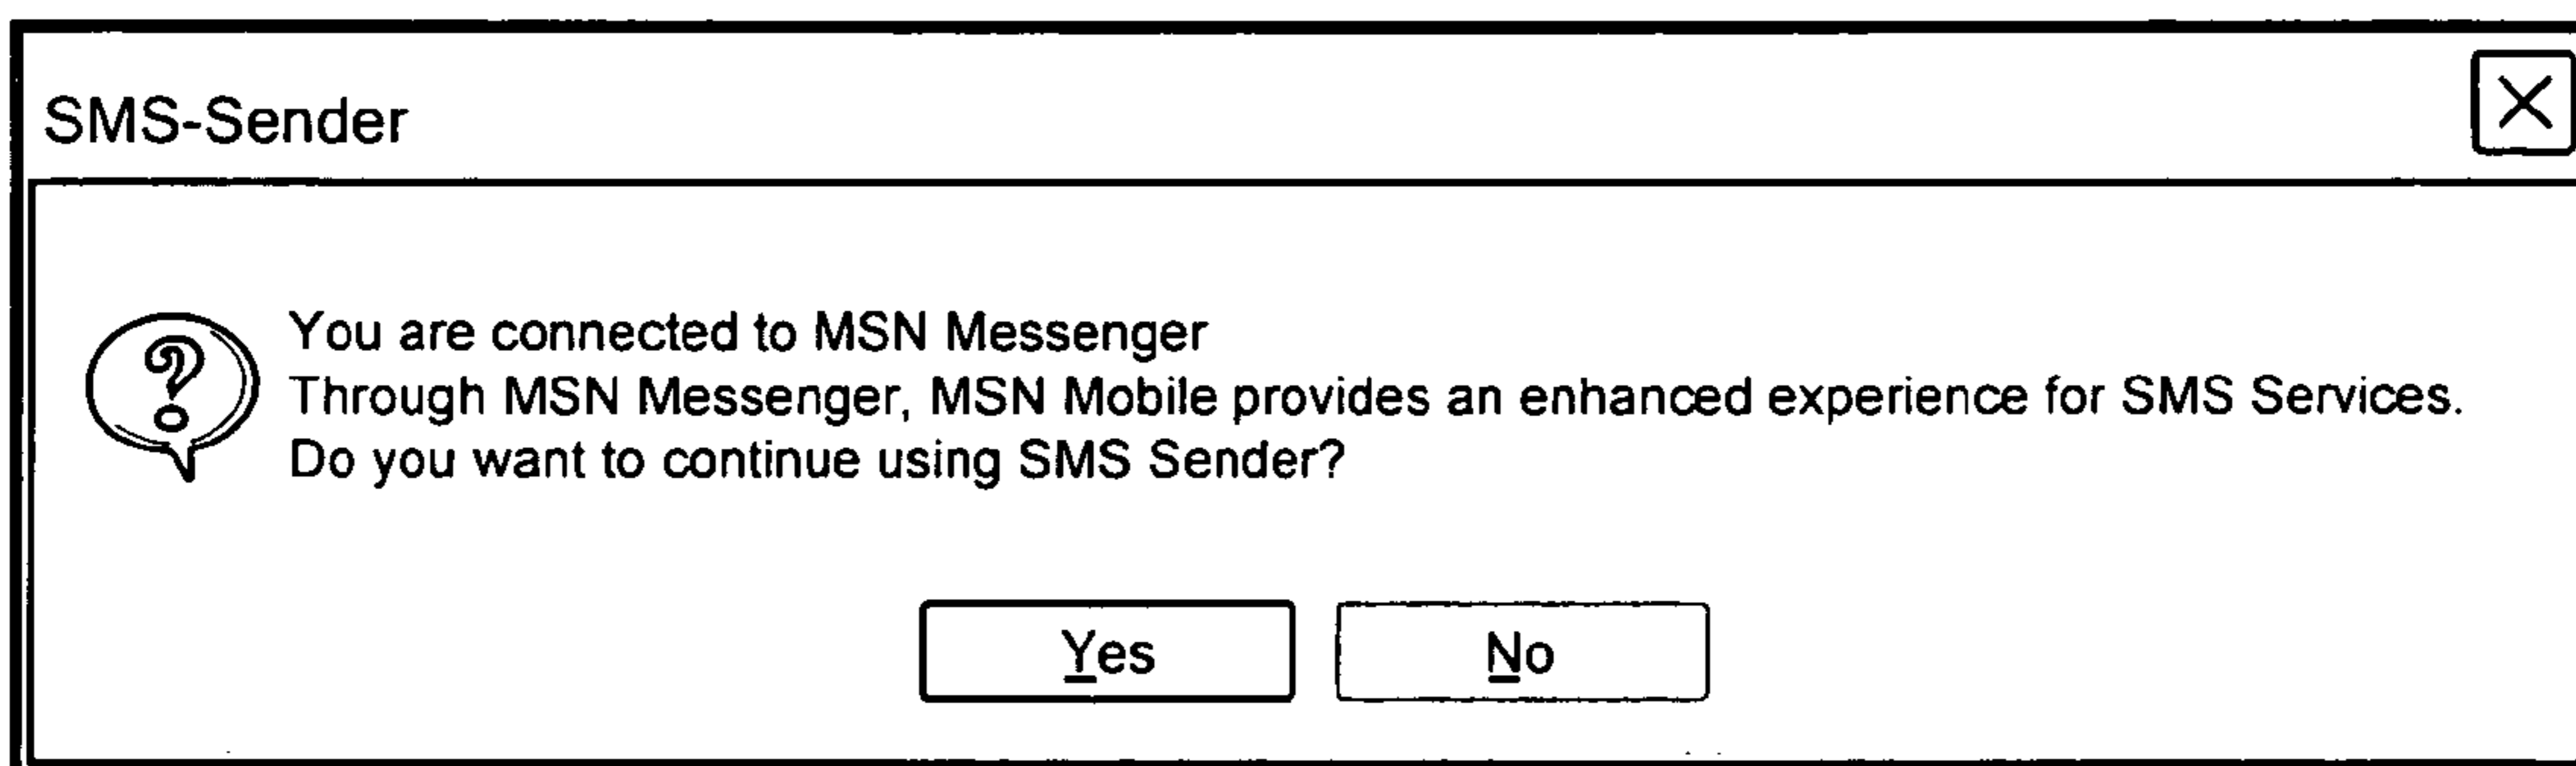 SMS-Sender
You are connected to MSN Messenger
Through MSN Messenger, MSN Mobile provides an enhanced experience for SMS Services.
Do you want to continue using SMS Sender?
Yes
No